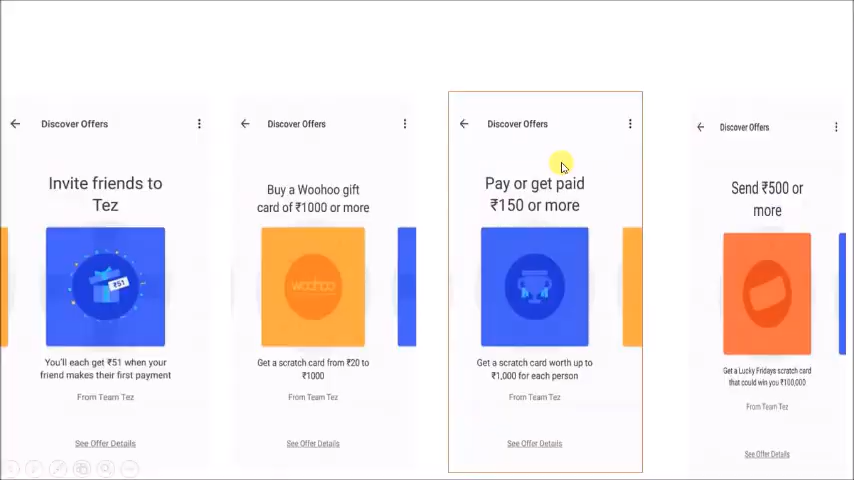 Discover Offers
Invite friends to
Tez
₹51
You'll each get ₹51 when your
friend makes their first payment
From Team Tez
See Offer Details
Discover Offers
Buy a Woohoo gift
card of ₹1000 or more
woohoo
Get a scratch card from ₹20 to
₹1000
From Team Tez
See Offer Details
Discover Offers
Pay or get paid
₹150 or more
Get a scratch card worth up to
₹1,000 for each person
From Team Tez
See Offer Details
Discover Offers
Send ₹500 or
more
Get a Lucky Fridays scratch card
that could win you ₹100,000
From Team Tez
See Offer Details